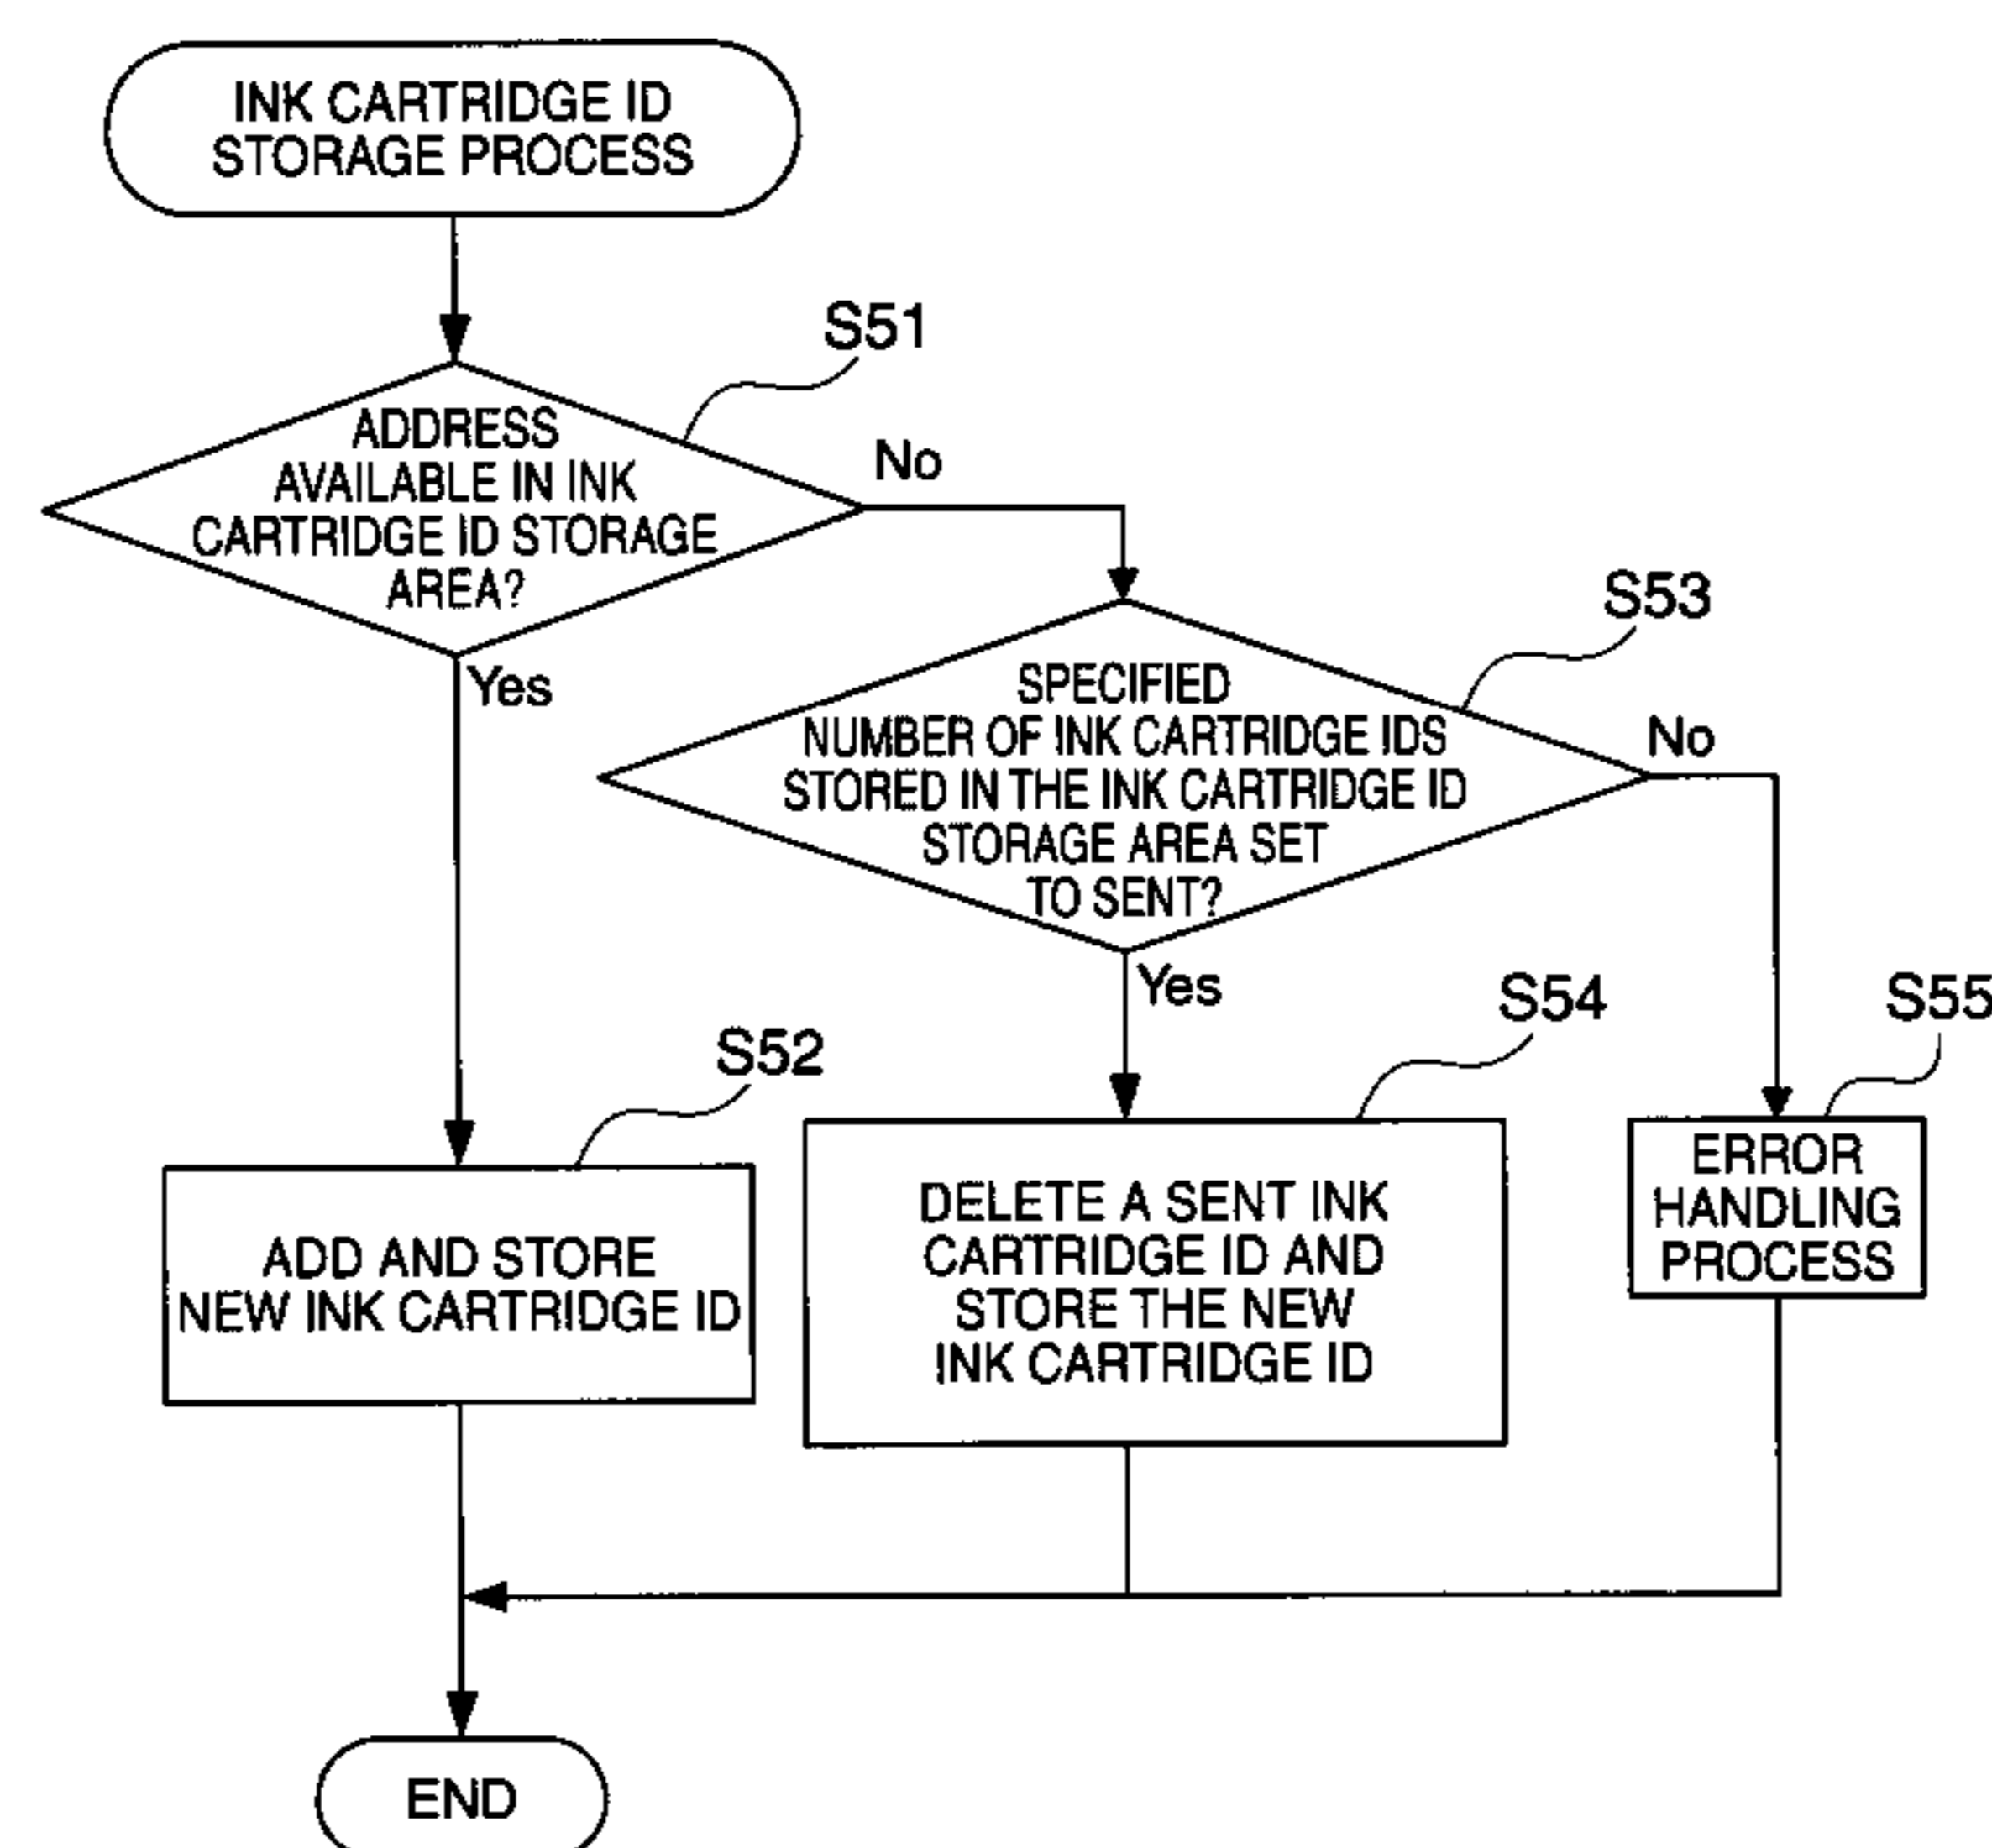 INK CARTRIDGE ID
STORAGE PROCESS
S51
ADDRESS
AVAILABLE IN INK
CARTRIDGE ID STORAGE
AREA?
No
Yes
S53
SPECIFIED
NUMBER OF INK CARTRIDGE IDS
STORED IN THE INK CARTRIDGE ID
STORAGE AREA SET
TO SENT?
No
Yes
S52
ADD AND STORE
NEW INK CARTRIDGE ID
S54
DELETE A SENT INK
CARTRIDGE ID AND
STORE THE NEW
INK CARTRIDGE ID
S55
ERROR
HANDLING
PROCESS
END